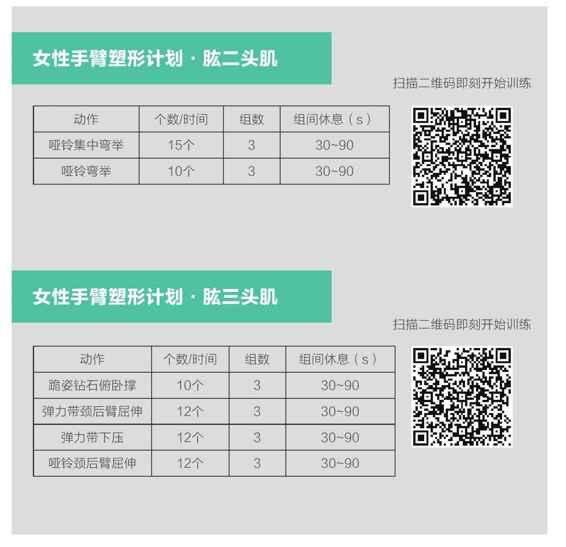 女性手臂塑形计划·肱二头肌
扫描二维码即刻开始训练
动作 个数/时间 组数 组间休息(s)
哑铃集中弯举 15个 3 30~90
哑铃弯举 10个 3 30~90
女性手臂塑形计划·肱三头肌
扫描二维码即刻开始训练
动作 个数/时间 组数 组间休息(s)
跪姿钻石俯卧撑 10个 3 30~90
弹力带颈后臂屈伸 12个 3 30~90
弹力带下压 12个 3 30~90
哑铃颈后臂屈伸 12个 3 30~90